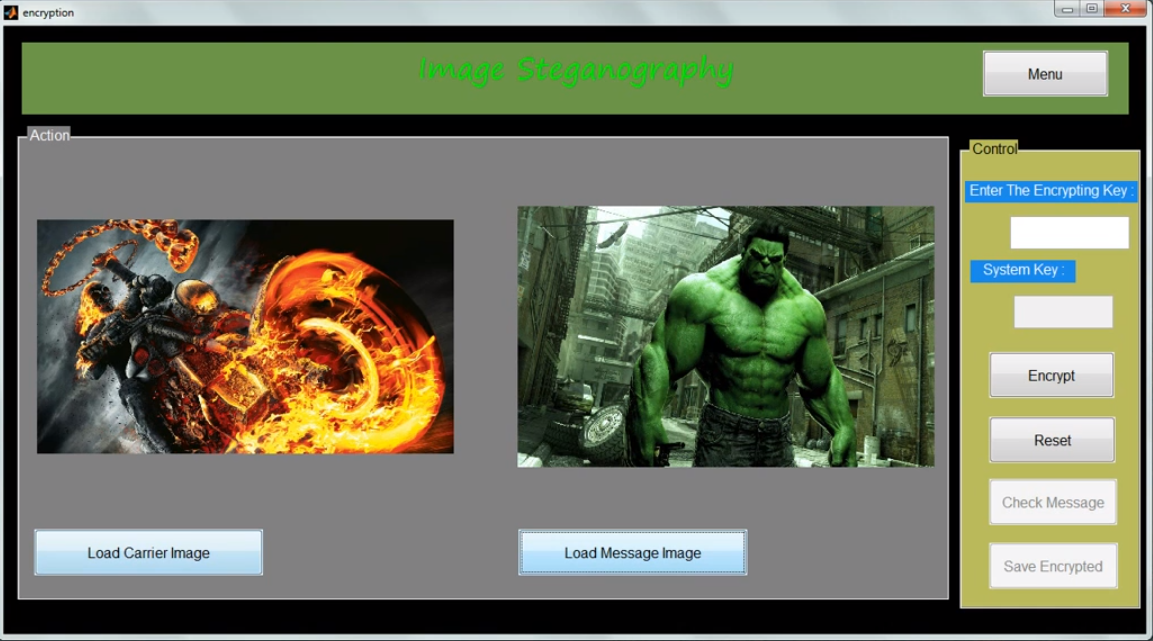 encryption
Image Steganography
Menu
Action
Control
Enter The Encrypting Key :
System Key :
Encrypt
Reset
Check Message
Save Encrypted
Load Carrier Image
Load Message Image